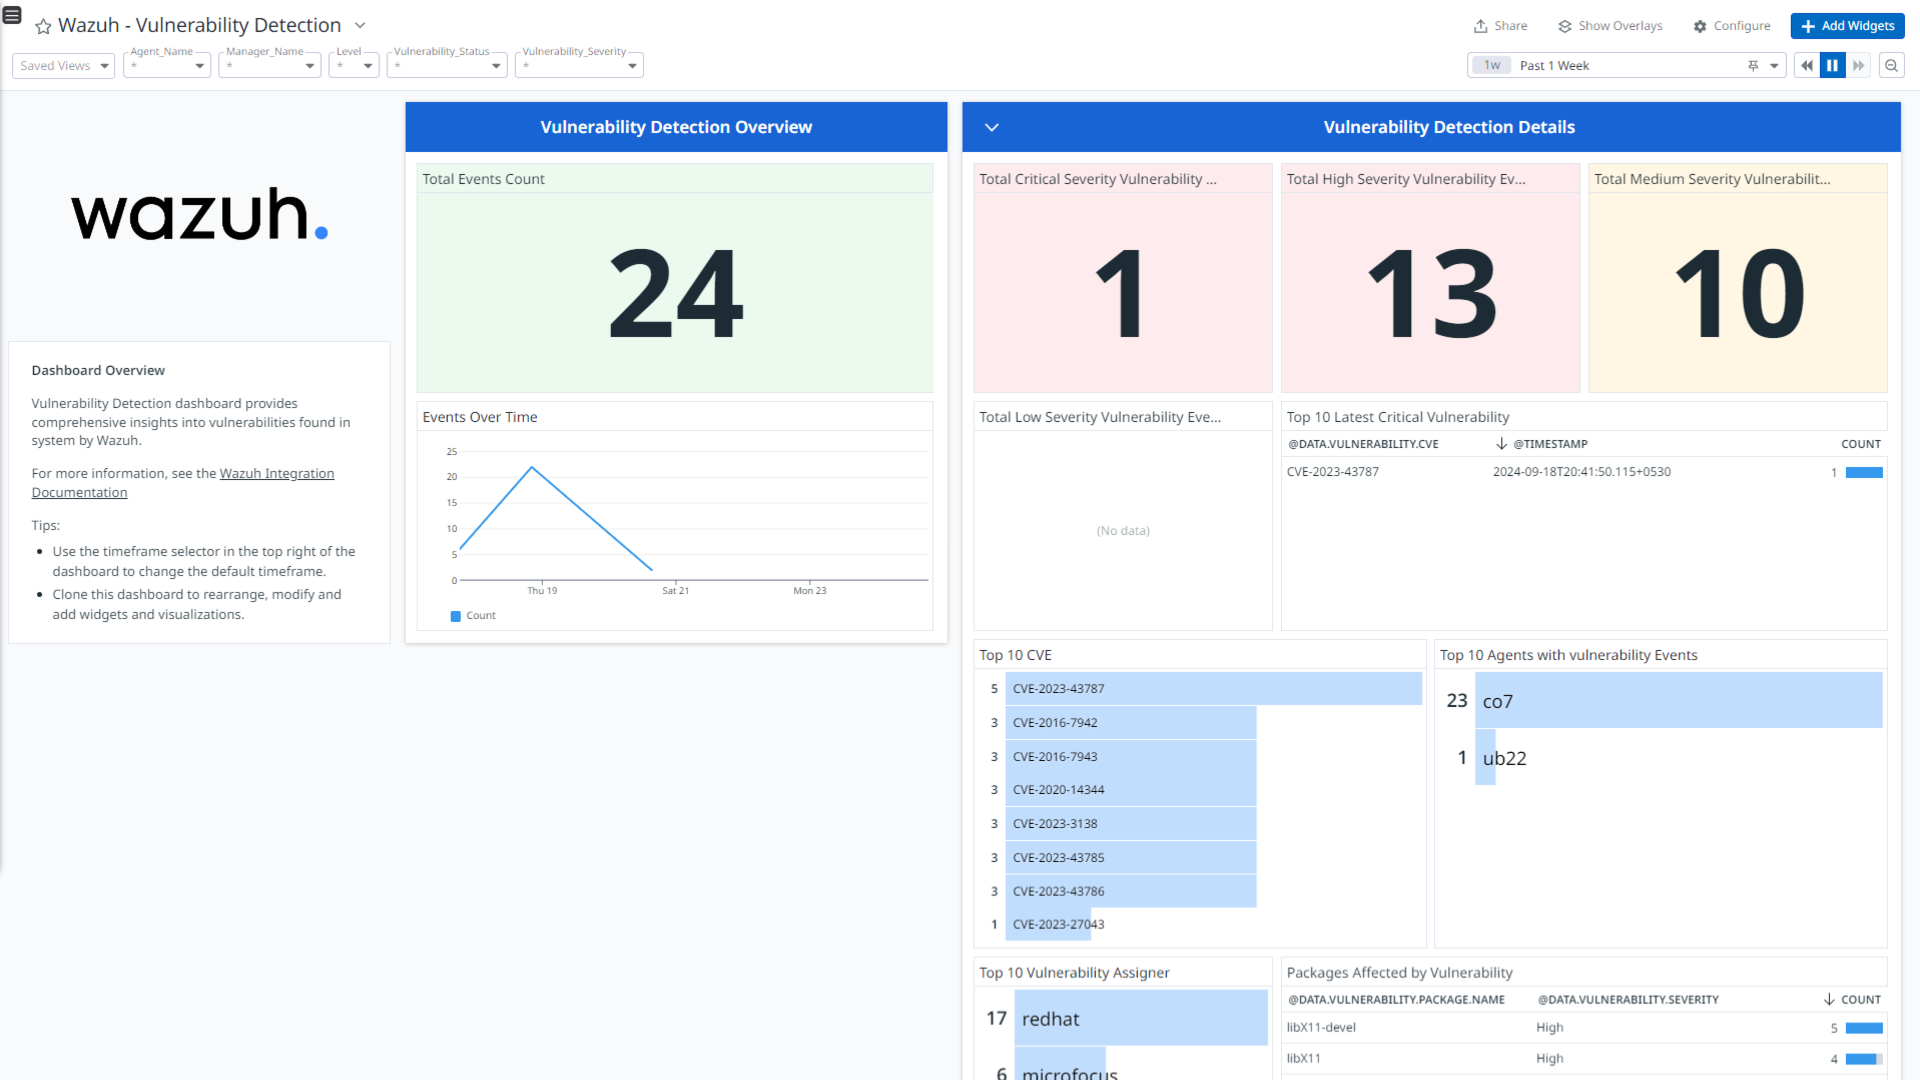 Wazuh - Vulnerability Detection
Share
Show Overlays
Configure
Add Widgets
Saved Views
Agent_Name
*
Manager_Name
*
Level
*
Vulnerability_Status
*
Vulnerability_Severity
*
1w
Past 1 Week
wazuh.
Dashboard Overview
Vulnerability Detection dashboard provides
comprehensive insights into vulnerabilities found in
system by Wazuh.
For more information, see the Wazuh Integration
Documentation
Tips:
Use the timeframe selector in the top right of the
dashboard to change the default timeframe.
Clone this dashboard to rearrange, modify and
add widgets and visualizations.
Vulnerability Detection Overview
Total Events Count
24
Events Over Time
25
20
15
10
5
0
Thu 19
Sat 21
Mon 23
Count
Vulnerability Detection Details
Total Critical Severity Vulnerability ...
1
Total High Severity Vulnerability Ev...
13
Total Medium Severity Vulnerabilit...
10
Total Low Severity Vulnerability Eve...
(No data)
Top 10 Latest Critical Vulnerability
@DATA.VULNERABILITY.CVE @TIMESTAMP COUNT
CVE-2023-43787 2024-09-18T20:41:50.115+0530 1
Top 10 CVE
5 CVE-2023-43787
3 CVE-2016-7942
3 CVE-2016-7943
3 CVE-2020-14344
3 CVE-2023-3138
3 CVE-2023-43785
3 CVE-2023-43786
1 CVE-2023-27043
Top 10 Agents with vulnerability Events
23 co7
1 ub22
Top 10 Vulnerability Assigner
17 redhat
6 microfocus
Packages Affected by Vulnerability
@DATA.VULNERABILITY.PACKAGE.NAME @DATA.VULNERABILITY.SEVERITY COUNT
libX11-devel High 5
libX11 High 4